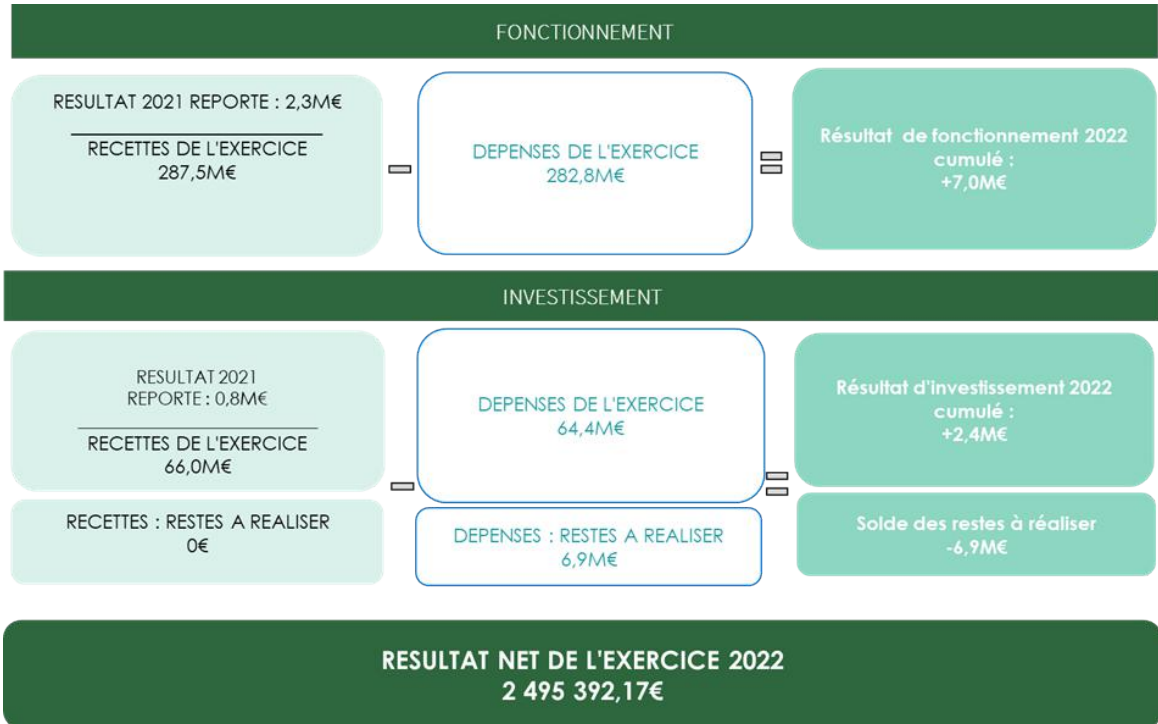 FONCTIONNEMENT
RESULTAT 2021 REPORTE : 2,3M€
RECETTES DE L'EXERCICE
287,5M€
DEPENSES DE L'EXERCICE
282,8M€
Résultat de fonctionnement 2022
cumulé :
+7,0M€
INVESTISSEMENT
RESULTAT 2021
REPORTE : 0,8M€
RECETTES DE L'EXERCICE
66,0M€
DEPENSES DE L'EXERCICE
64,4M€
Résultat d'investissement 2022
cumulé :
+2,4M€
RECETTES : RESTES A REALISER
0€
DEPENSES : RESTES A REALISER
6,9M€
Solde des restes à réaliser
-6,9M€
RESULTAT NET DE L'EXERCICE 2022
2 495 392,17€